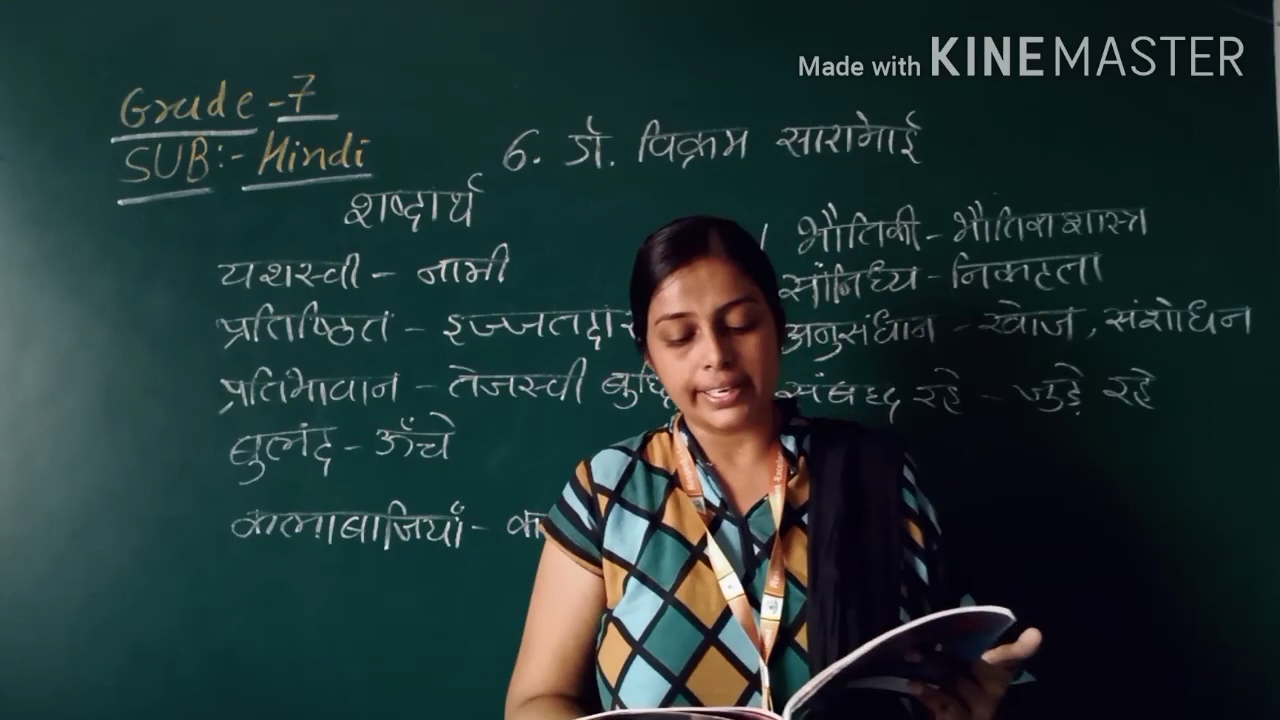 Made with KINEMASTER
Grade-7
SUB:- Hindi
6. डॉ. विक्रम साराभाई
शब्दार्थ
यशस्वी - नामी
प्रतिष्ठित - इज्जतदार
प्रतिभावान - तेजस्वी
बुलंद - ऊँचे
कलाबाजियाँ -
भौतिकी - भौतिकशास्त्र
सांनिध्य - निकटता
अनुसंधान - खोज, संशोधन
संबद्ध रहे - जुड़े रहे